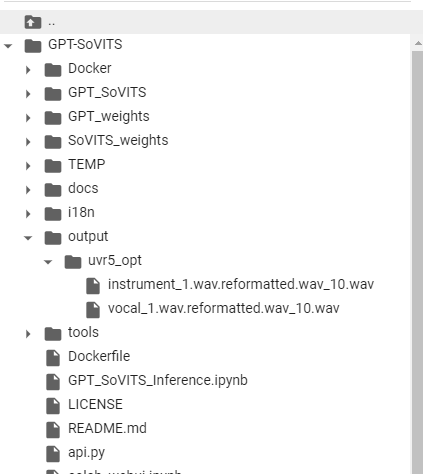 ..
GPT-SoVITS
Docker
GPT_SoVITS
GPT_weights
SoVITS_weights
TEMP
docs
i18n
output
uvr5_opt
instrument_1.wav.reformatted.wav_10.wav
vocal_1.wav.reformatted.wav_10.wav
tools
Dockerfile
GPT_SoVITS_Inference.ipynb
LICENSE
README.md
api.py